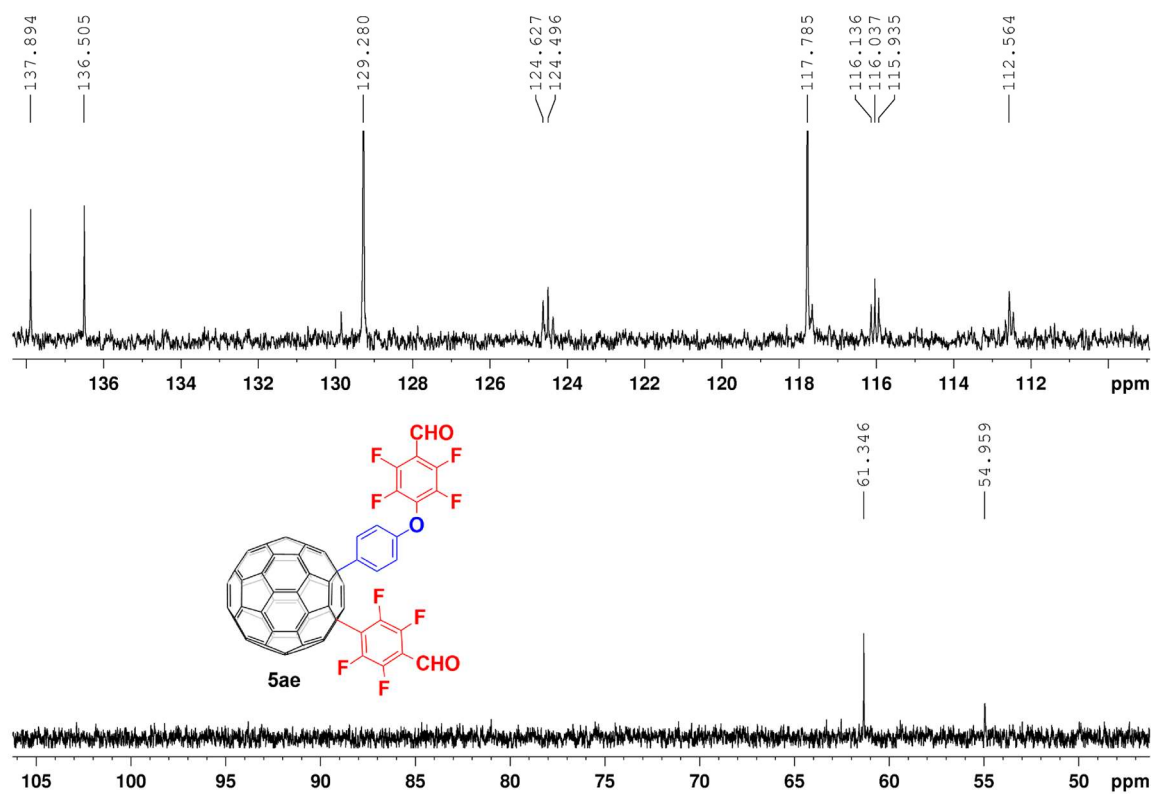 137.894
136.505
129.280
124.627
124.496
117.785
116.136
116.037
115.935
112.564
136 134 132 130 128 126 124 122 120 118 116 114 112 ppm
61.346
54.959
CHO
F F
F F
O
F F
F F CHO
5ae
105 100 95 90 85 80 75 70 65 60 55 50 ppm